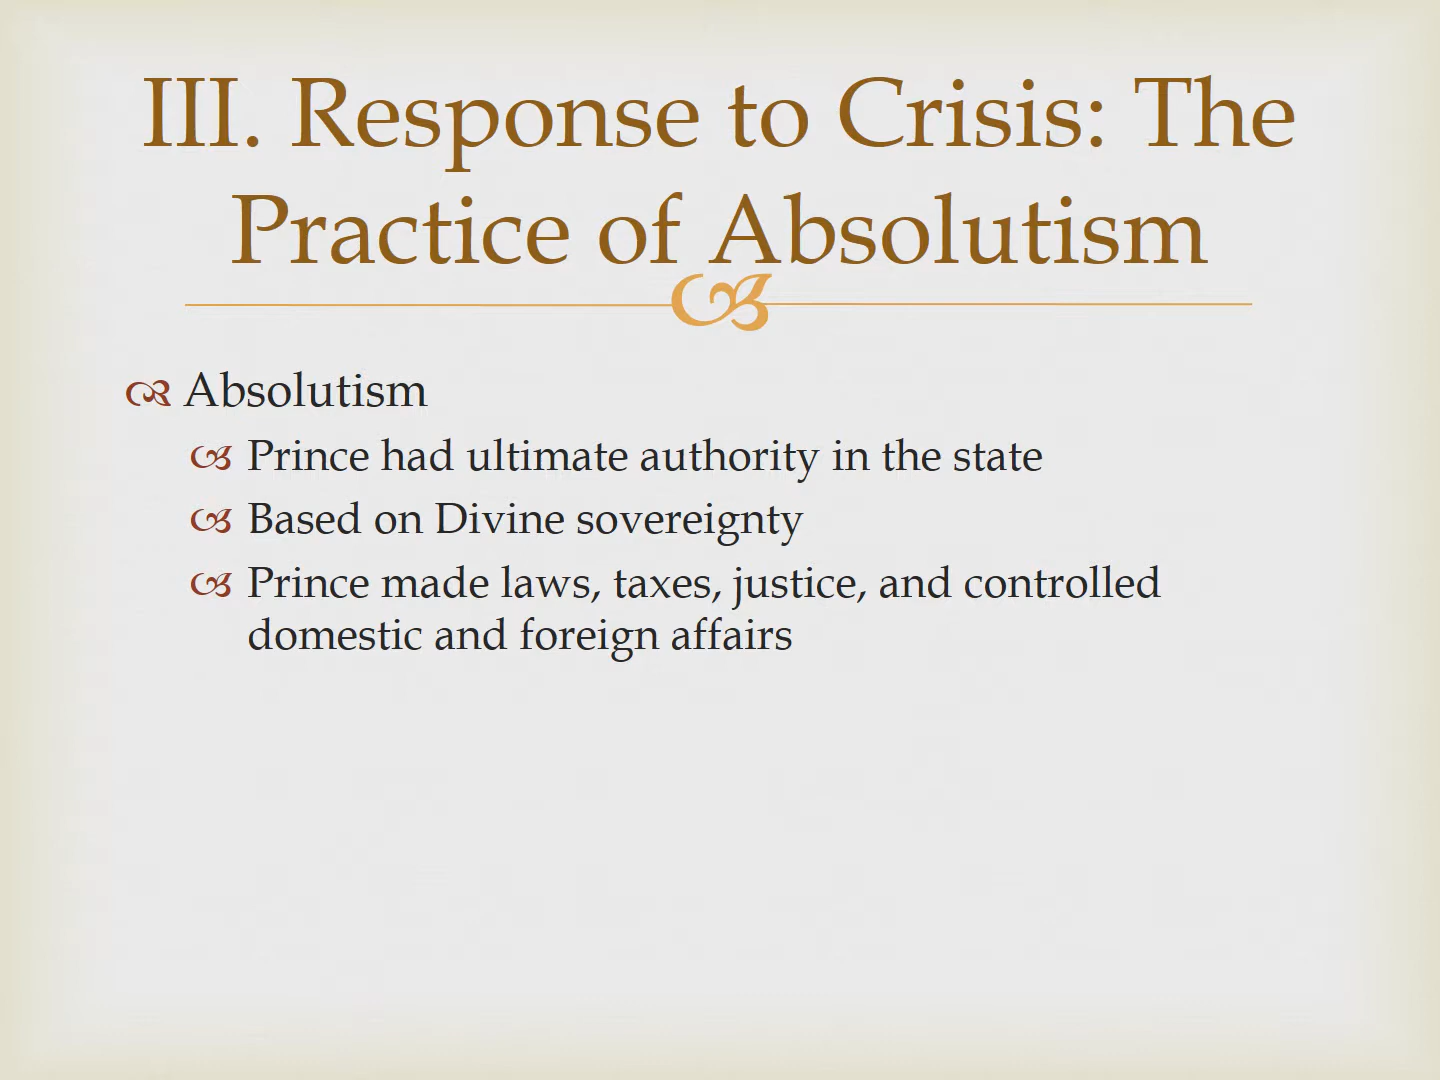 III. Response to Crisis: The
Practice of Absolutism
Absolutism
Prince had ultimate authority in the state
Based on Divine sovereignty
Prince made laws, taxes, justice, and controlled
domestic and foreign affairs